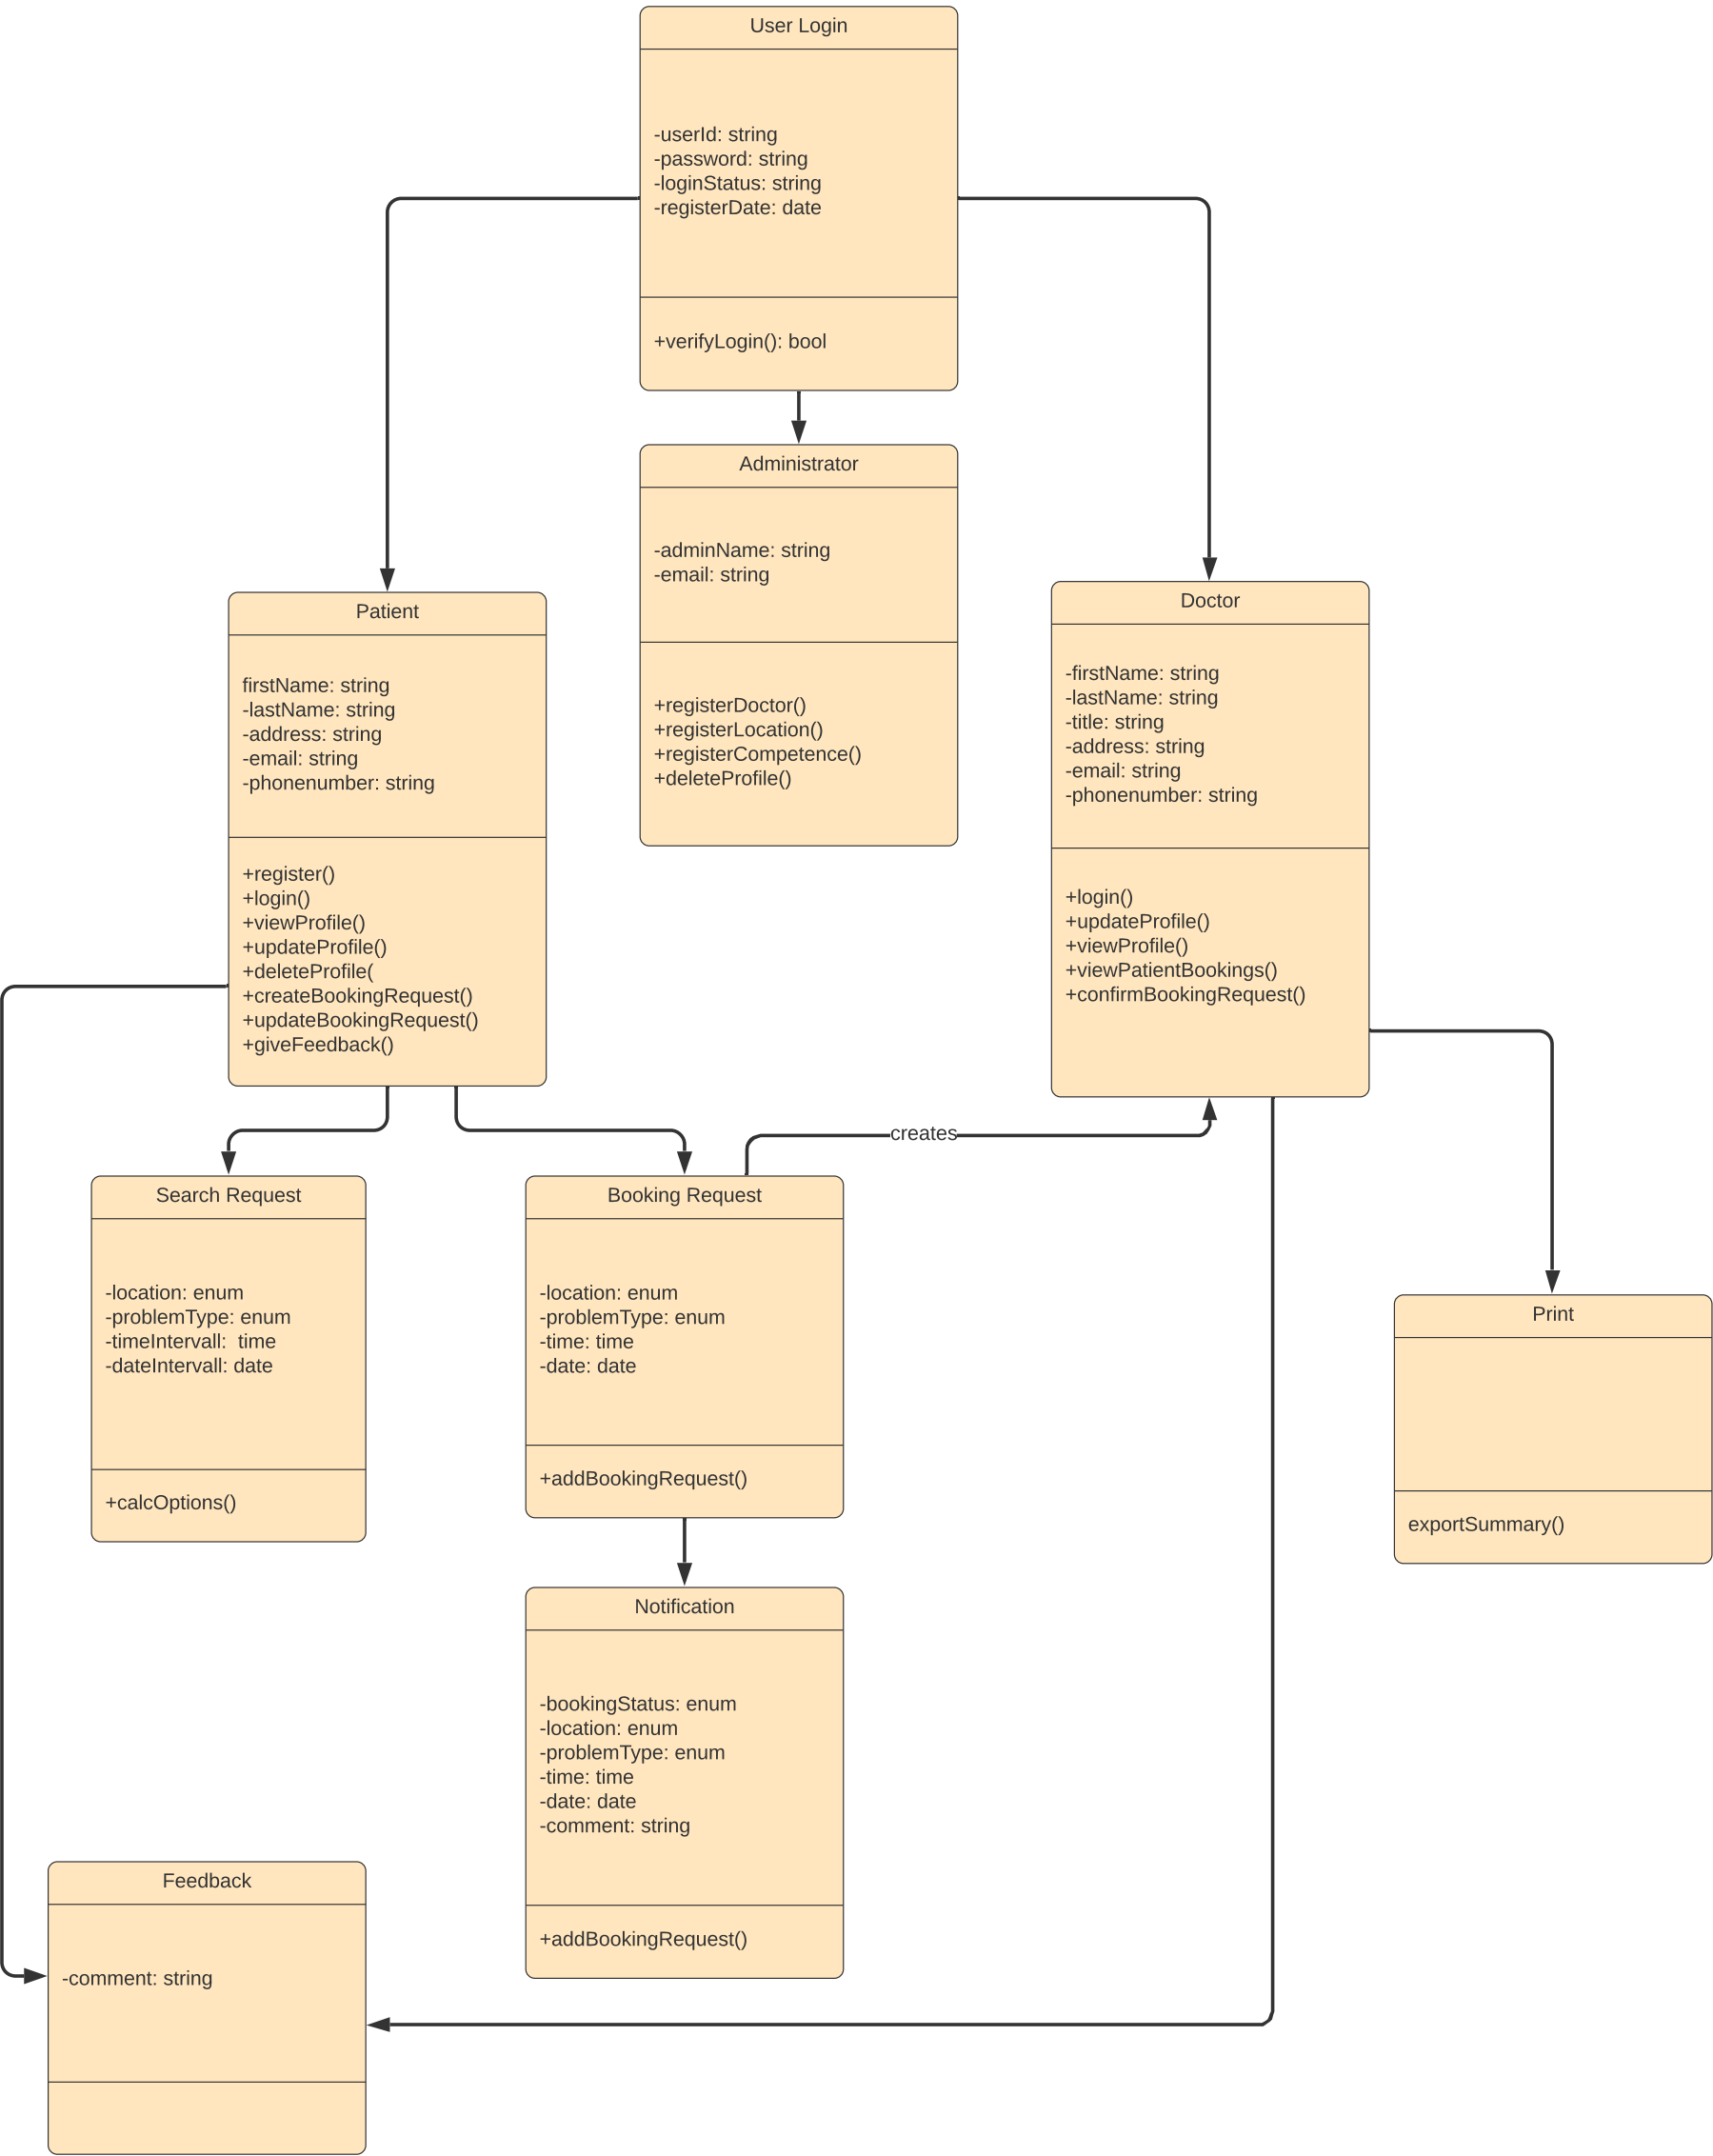 User Login
-userId: string
-password: string
-loginStatus: string
-registerDate: date
+verifyLogin(): bool
Administrator
-adminName: string
-email: string
+registerDoctor()
+registerLocation()
+registerCompetence()
+deleteProfile()
Patient
firstName: string
-lastName: string
-address: string
-email: string
-phonenumber: string
+register()
+login()
+viewProfile()
+updateProfile()
+deleteProfile(
+createBookingRequest()
+updateBookingRequest()
+giveFeedback()
Doctor
-firstName: string
-lastName: string
-title: string
-address: string
-email: string
-phonenumber: string
+login()
+updateProfile()
+viewProfile()
+viewPatientBookings()
+confirmBookingRequest()
creates
Search Request
-location: enum
-problemType: enum
-timeIntervall:  time
-dateIntervall: date
+calcOptions()
Booking Request
-location: enum
-problemType: enum
-time: time
-date: date
+addBookingRequest()
Print
exportSummary()
Notification
-bookingStatus: enum
-location: enum
-problemType: enum
-time: time
-date: date
-comment: string
+addBookingRequest()
Feedback
-comment: string